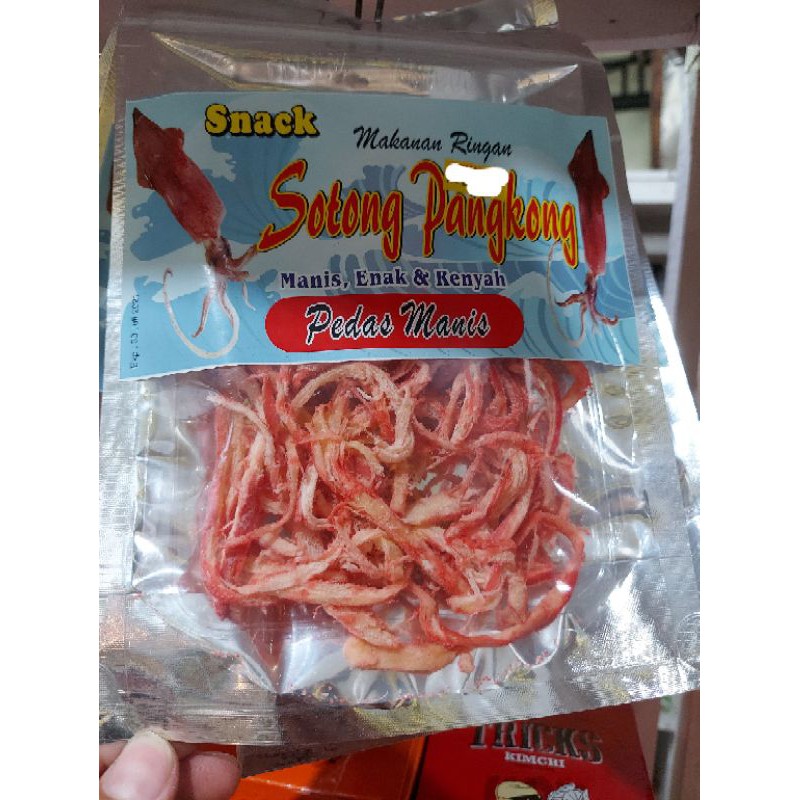 Snack
Makanan Ringan
Sotong Pangkong
Manis, Enak & Kenyah
Pedas Manis
TRICKS
KIMCHI